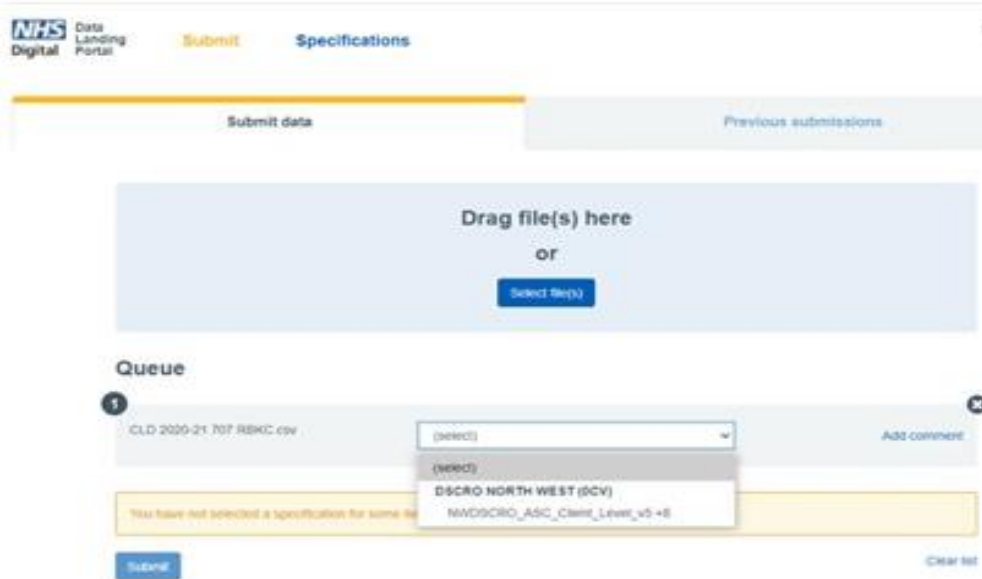 NHS Digital
Data Landing Portal
Submit
Specifications
Submit data
Previous submissions
Drag file(s) here
or
Select file(s)
Queue
1
CLD 2020-21 707 RBKC.csv
(select)
Add comment
(select)
DSCRO NORTH WEST (0CV)
NWDSCRO_ASC_Client_Level_v5
You have not selected a specification for some
Submit
Clear list